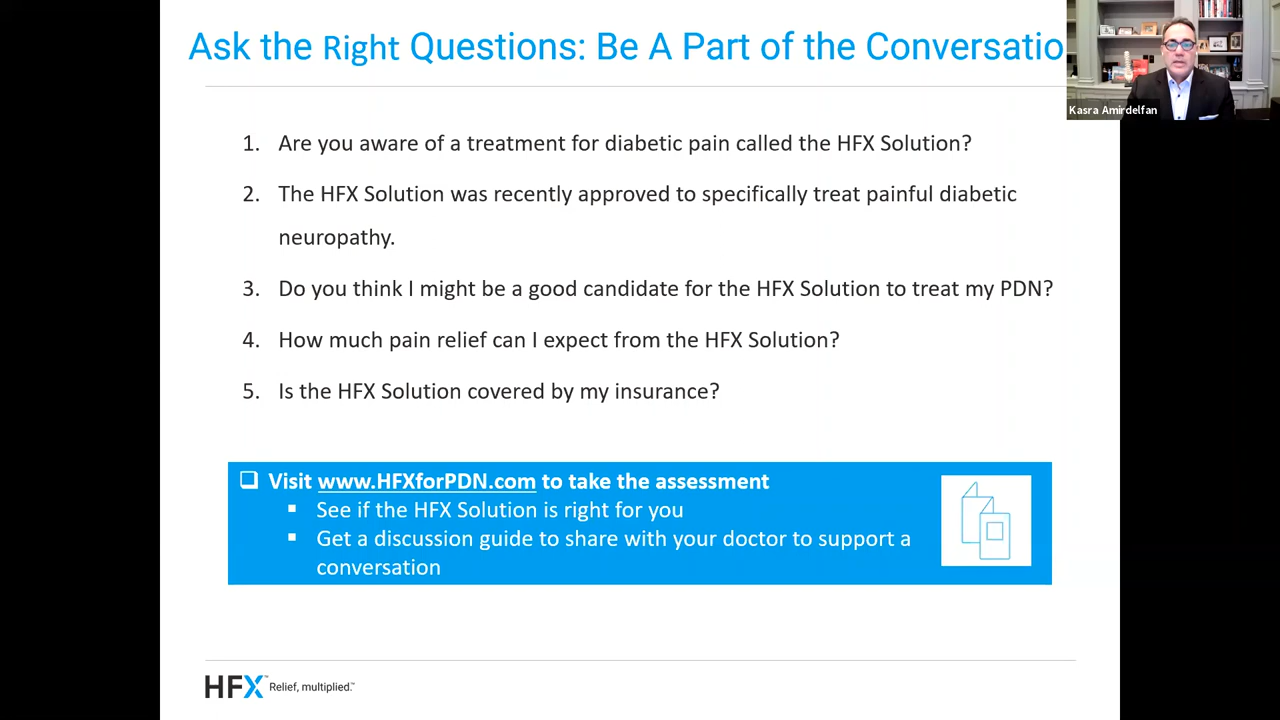 Ask the Right Questions: Be A Part of the Conversatio
Kasra Amirdelfan
1. Are you aware of a treatment for diabetic pain called the HFX Solution?
2. The HFX Solution was recently approved to specifically treat painful diabetic
neuropathy.
3. Do you think I might be a good candidate for the HFX Solution to treat my PDN?
4. How much pain relief can I expect from the HFX Solution?
5. Is the HFX Solution covered by my insurance?
❑ Visit www.HFXforPDN.com to take the assessment
▪ See if the HFX Solution is right for you
▪ Get a discussion guide to share with your doctor to support a
conversation
HFX™ Relief, multiplied.™